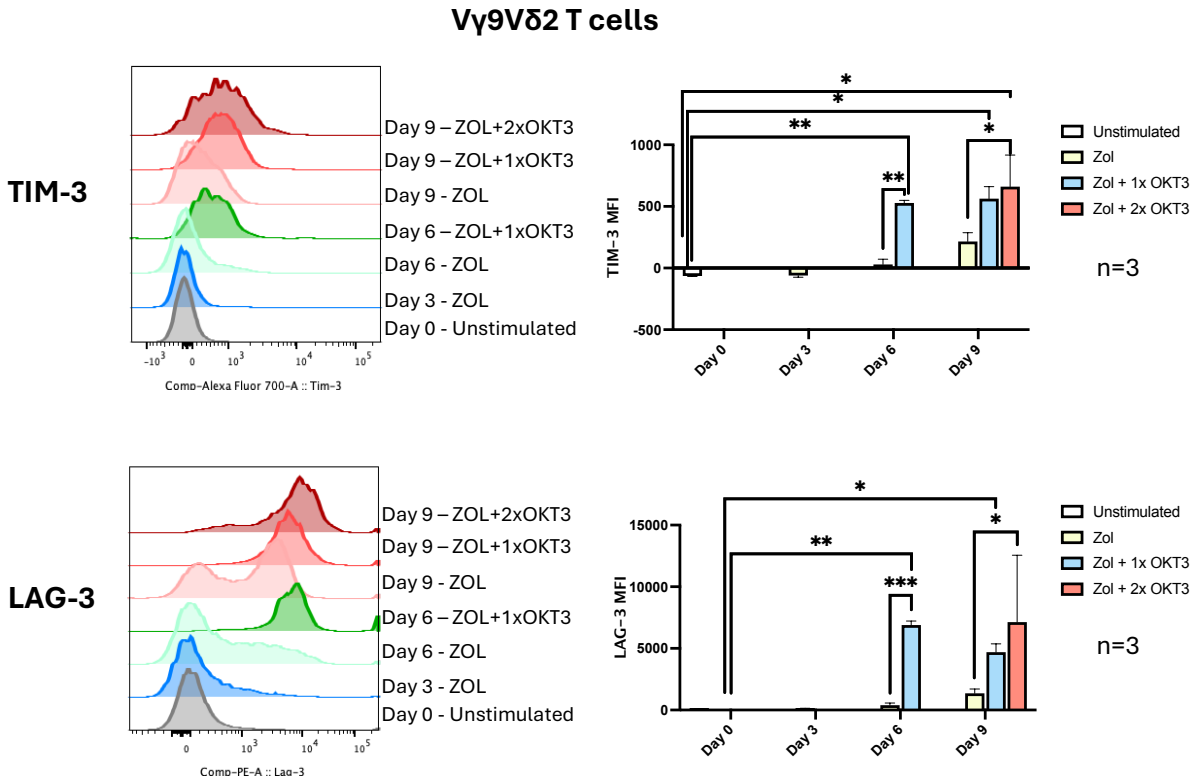 Vγ9Vδ2 T cells
TIM-3
Day 9 – ZOL+2xOKT3
Day 9 – ZOL+1xOKT3
Day 9 - ZOL
Day 6 – ZOL+1xOKT3
Day 6 - ZOL
Day 3 - ZOL
Day 0 - Unstimulated
-10³ 0 10³ 10⁴ 10⁵
Comp-Alexa Fluor 700-A :: Tim-3
*
*
**
**
*
TIM-3 MFI
1000
500
0
-500
Day 0
Day 3
Day 6
Day 9
Unstimulated
Zol
Zol + 1x OKT3
Zol + 2x OKT3
n=3
LAG-3
Day 9 – ZOL+2xOKT3
Day 9 – ZOL+1xOKT3
Day 9 - ZOL
Day 6 – ZOL+1xOKT3
Day 6 - ZOL
Day 3 - ZOL
Day 0 - Unstimulated
0 10³ 10⁴ 10⁵
Comp-PE-A :: Lag-3
*
**
*
***
LAG-3 MFI
15000
10000
5000
0
Day 0
Day 3
Day 6
Day 9
Unstimulated
Zol
Zol + 1x OKT3
Zol + 2x OKT3
n=3